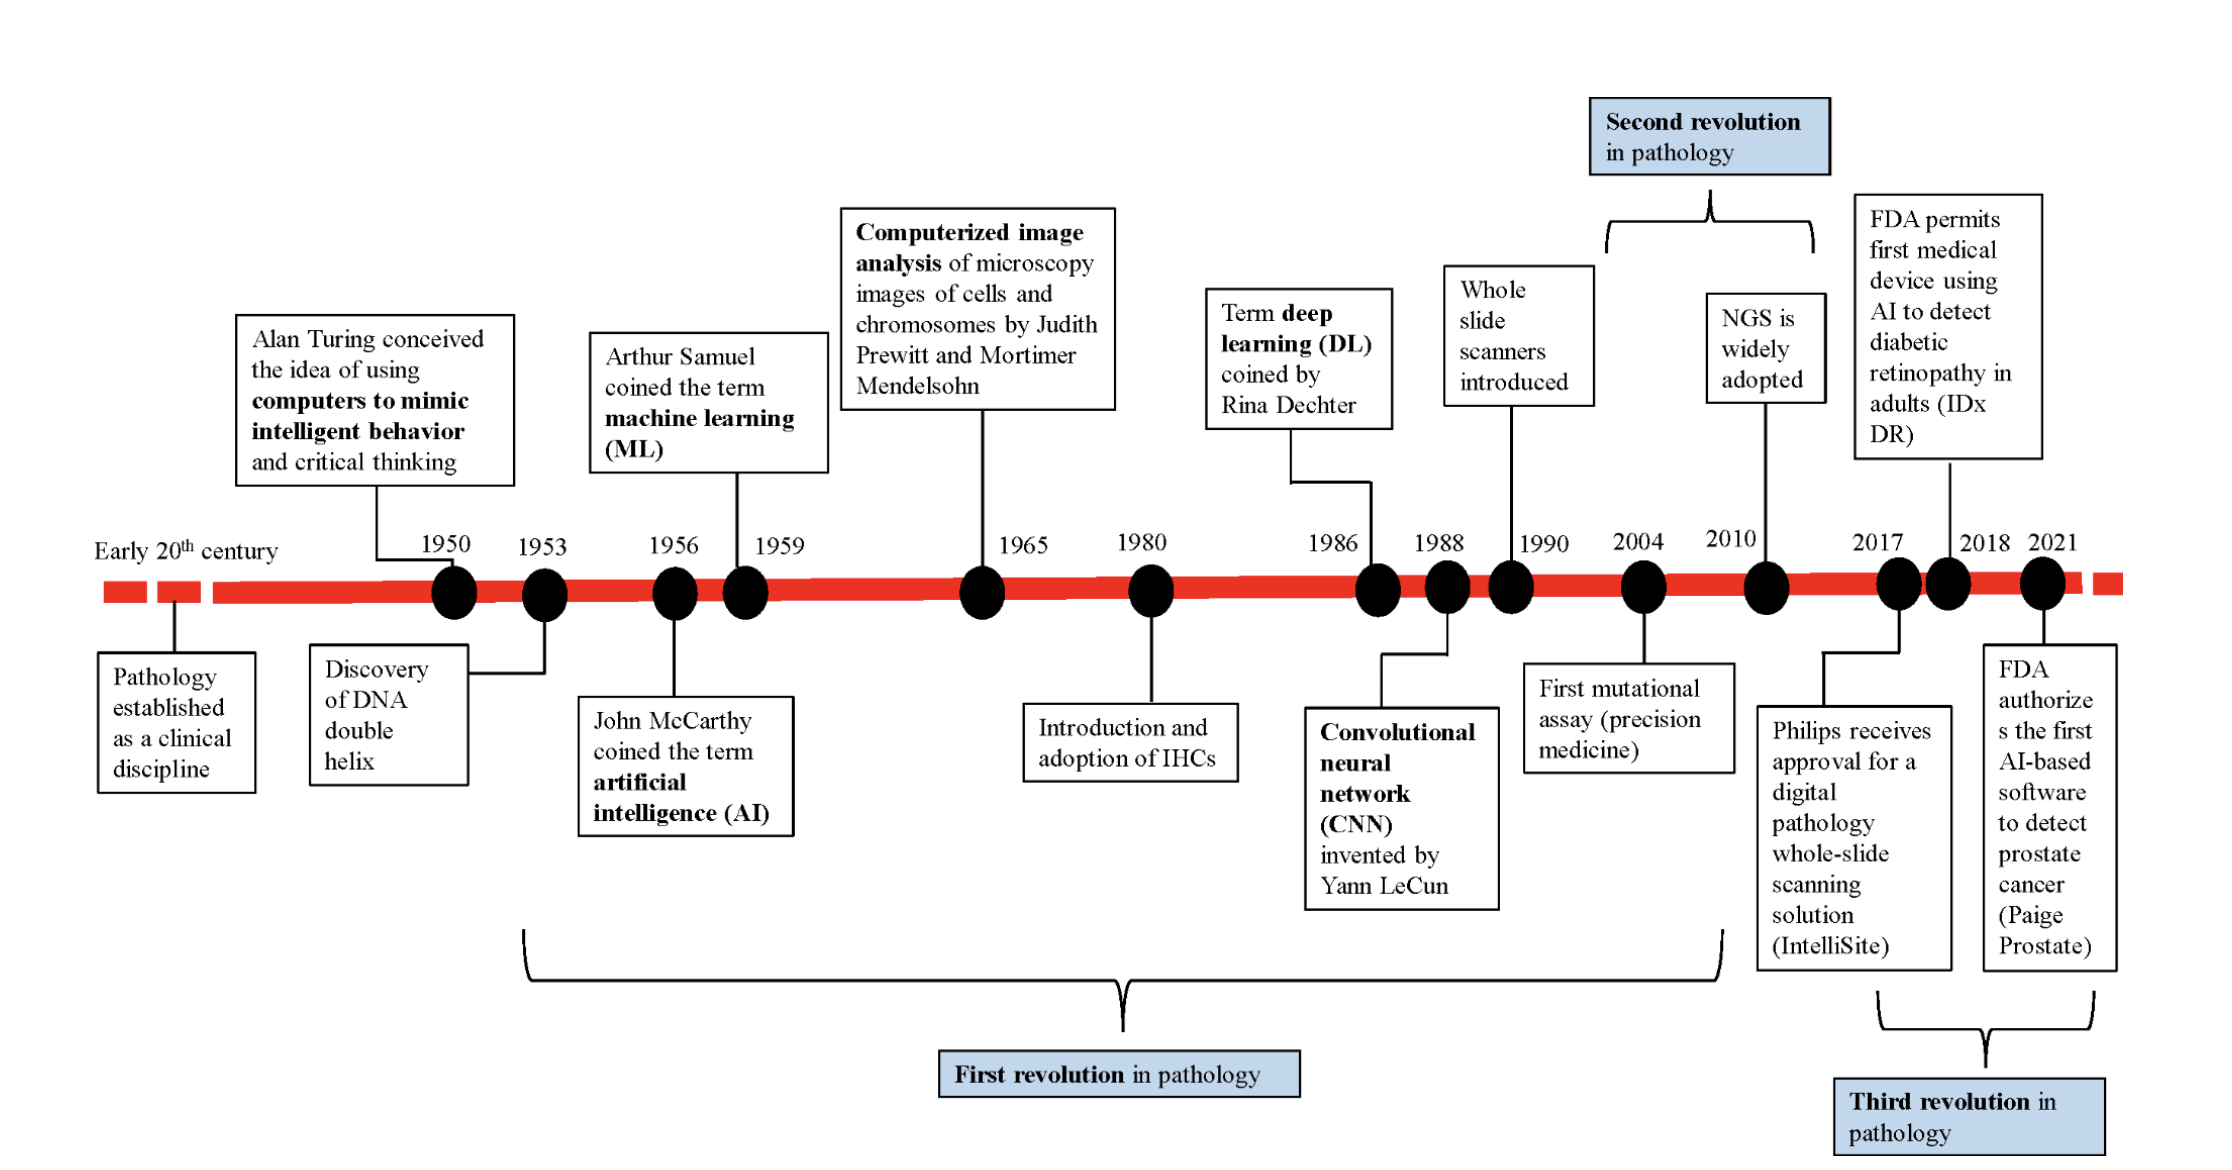 Second revolution
in pathology
FDA permits
first medical
device using
AI to detect
diabetic
retinopathy in
adults (IDx
DR)
Computerized image
analysis of microscopy
images of cells and
chromosomes by Judith
Prewitt and Mortimer
Mendelsohn
Whole
slide
scanners
introduced
Term deep
learning (DL)
coined by
Rina Dechter
NGS is
widely
adopted
Alan Turing conceived
the idea of using
computers to mimic
intelligent behavior
and critical thinking
Arthur Samuel
coined the term
machine learning
(ML)
Early 20th century
1950
1953
1956
1959
1965
1980
1986
1988
1990
2004
2010
2017
2018
2021
Pathology
established
as a clinical
discipline
Discovery
of DNA
double
helix
John McCarthy
coined the term
artificial
intelligence (AI)
Introduction and
adoption of IHCs
Convolutional
neural
network
(CNN)
invented by
Yann LeCun
First mutational
assay (precision
medicine)
Philips receives
approval for a
digital
pathology
whole-slide
scanning
solution
(IntelliSite)
FDA
authorize
s the first
AI-based
software
to detect
prostate
cancer
(Paige
Prostate)
First revolution in pathology
Third revolution in
pathology